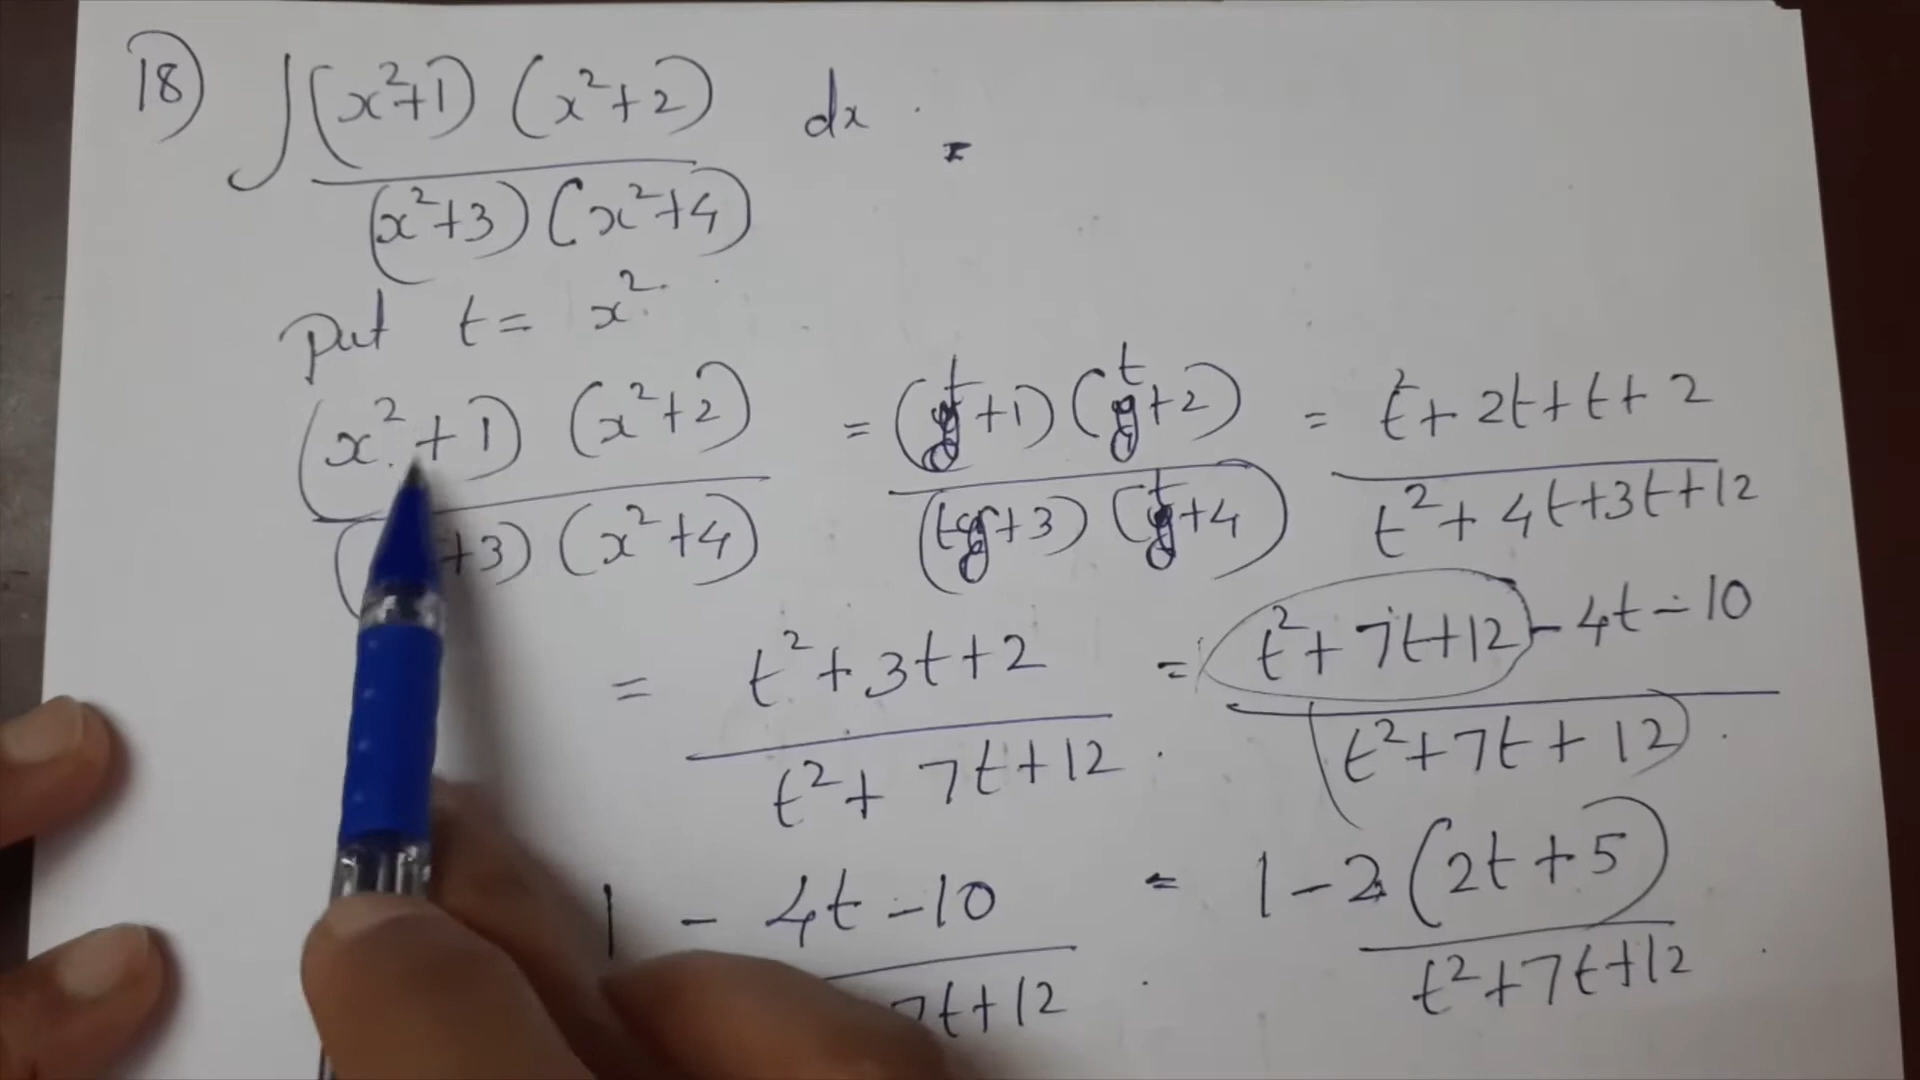 18) ∫ (x²+1) (x²+2) dx =
(x²+3) (x²+4)
Put t = x²
(x²+1) (x²+2) = (t+1) (t+2) = t²+2t+t+2
+3) (x²+4) (t+3) (t+4) t²+4t+3t+12
= t²+3t+2 = t²+7t+12-4t-10
t²+7t+12 t²+7t+12
1 - 4t-10 = 1-2(2t+5)
7t+12 t²+7t+12